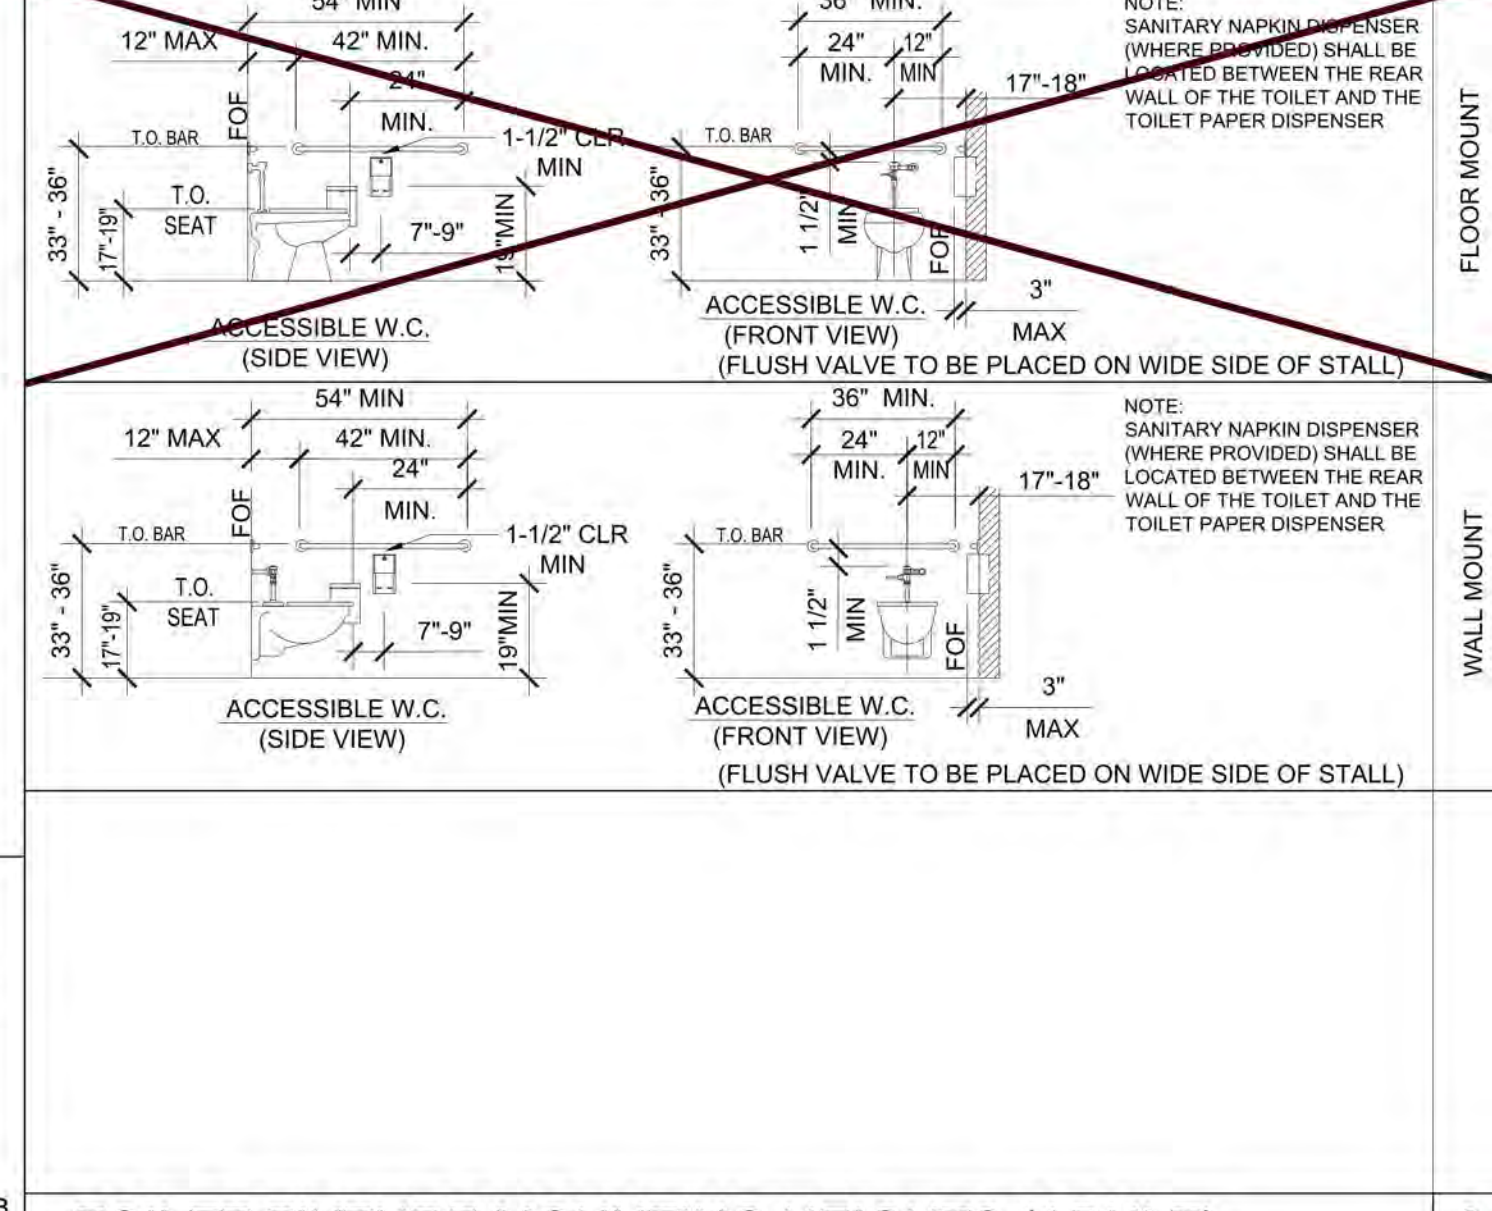 54" MIN
12" MAX
42" MIN.
24"
MIN.
FOF
T.O. BAR
1-1/2" CLR
MIN
33" - 36"
17"-19"
T.O.
SEAT
7"-9"
19"MIN
ACCESSIBLE W.C.
(SIDE VIEW)
36" MIN.
24"
MIN.
12"
MIN
17"-18"
T.O. BAR
33" - 36"
1 1/2"
MIN
FOF
3"
MAX
ACCESSIBLE W.C.
(FRONT VIEW)
(FLUSH VALVE TO BE PLACED ON WIDE SIDE OF STALL)
NOTE:
SANITARY NAPKIN DISPENSER
(WHERE PROVIDED) SHALL BE
LOCATED BETWEEN THE REAR
WALL OF THE TOILET AND THE
TOILET PAPER DISPENSER
FLOOR MOUNT
54" MIN
12" MAX
42" MIN.
24"
MIN.
FOF
T.O. BAR
1-1/2" CLR
MIN
33" - 36"
17"-19"
T.O.
SEAT
7"-9"
19"MIN
ACCESSIBLE W.C.
(SIDE VIEW)
36" MIN.
24"
MIN.
12"
MIN
17"-18"
T.O. BAR
33" - 36"
1 1/2"
MIN
FOF
3"
MAX
ACCESSIBLE W.C.
(FRONT VIEW)
(FLUSH VALVE TO BE PLACED ON WIDE SIDE OF STALL)
NOTE:
SANITARY NAPKIN DISPENSER
(WHERE PROVIDED) SHALL BE
LOCATED BETWEEN THE REAR
WALL OF THE TOILET AND THE
TOILET PAPER DISPENSER
WALL MOUNT